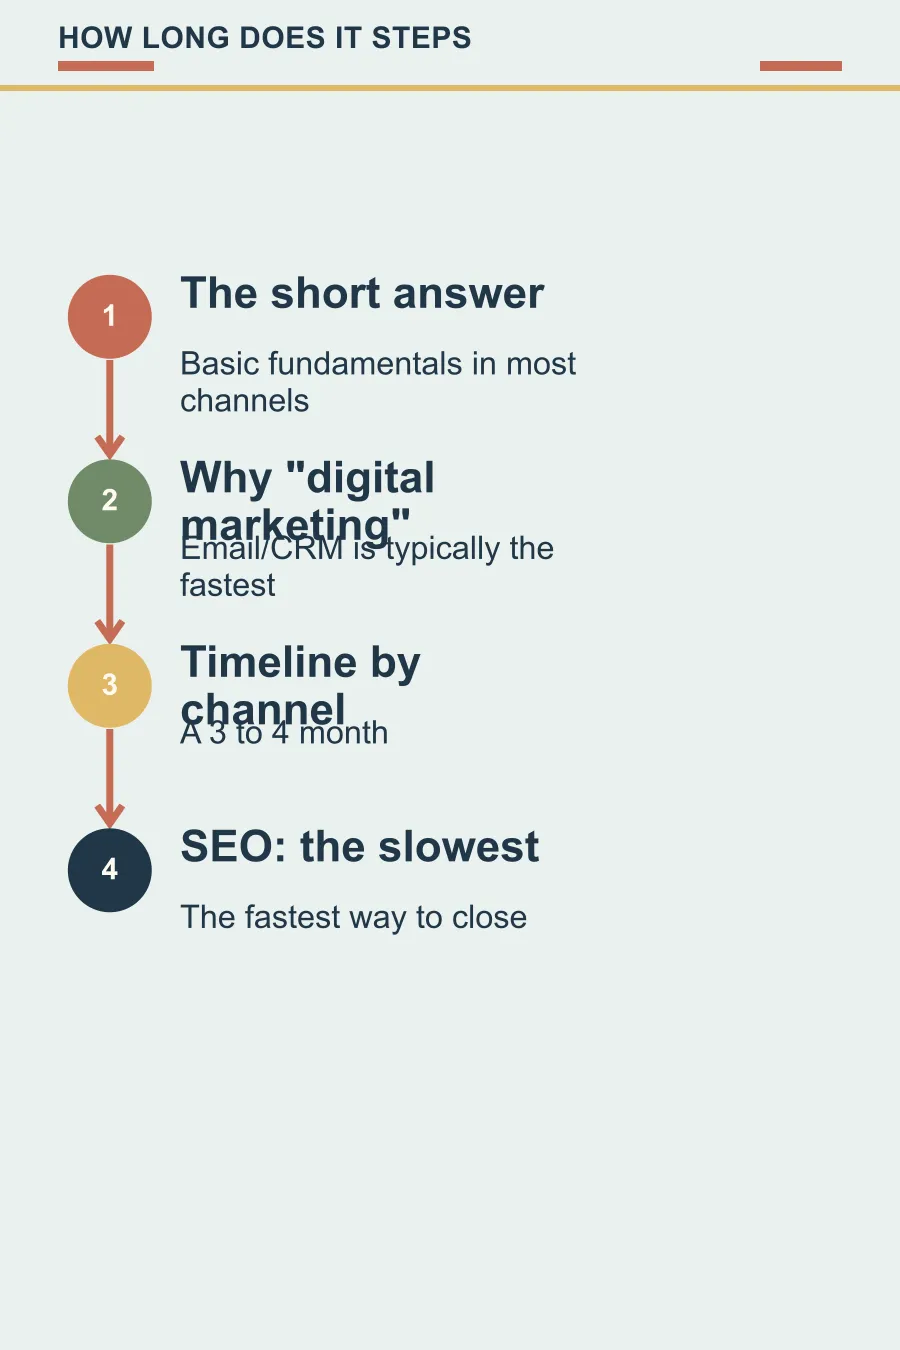 HOW LONG DOES IT STEPS
1
The short answer
Basic fundamentals in most
channels
2
Why "digital
marketing"
Email/CRM is typically the
fastest
3
Timeline by
channel
A 3 to 4 month
4
SEO: the slowest
The fastest way to close